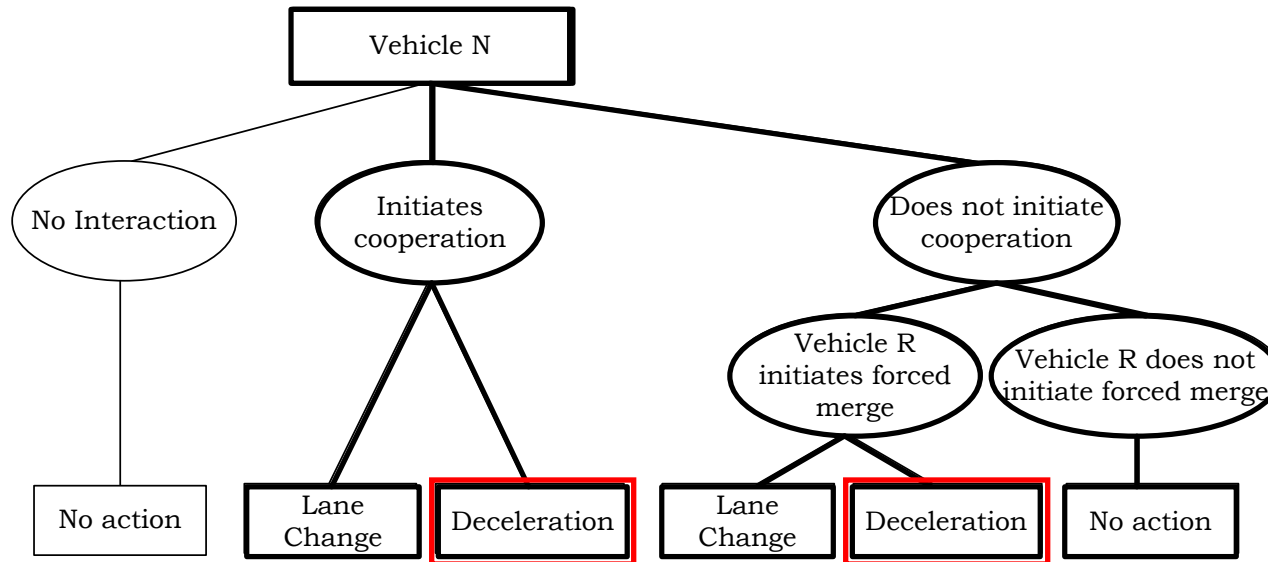 Vehicle N
No Interaction
Initiates
cooperation
Does not initiate
cooperation
Vehicle R
initiates forced
merge
Vehicle R does not
initiate forced merge
No action
Lane
Change
Deceleration
Lane
Change
Deceleration
No action